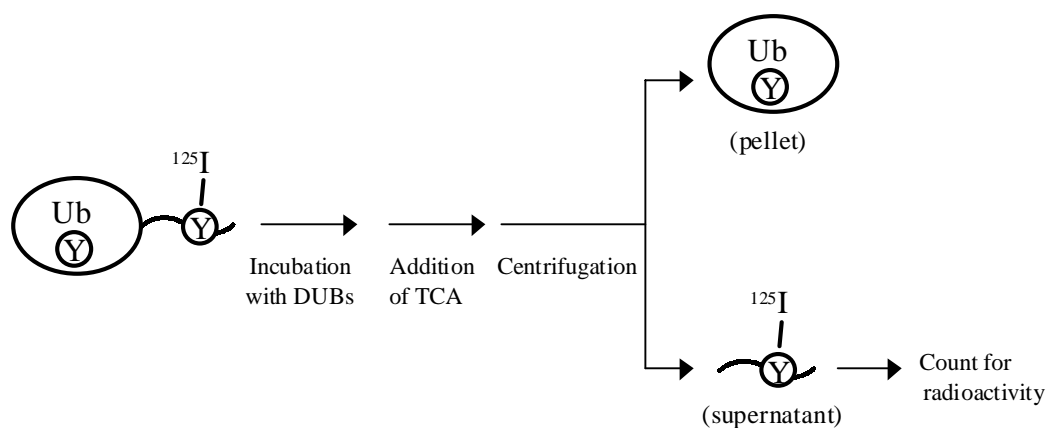 Ub
Y
(pellet)
¹²⁵I
Ub
Y
Y
Incubation
with DUBs
Addition
of TCA
Centrifugation
¹²⁵I
Y
(supernatant)
Count for
radioactivity